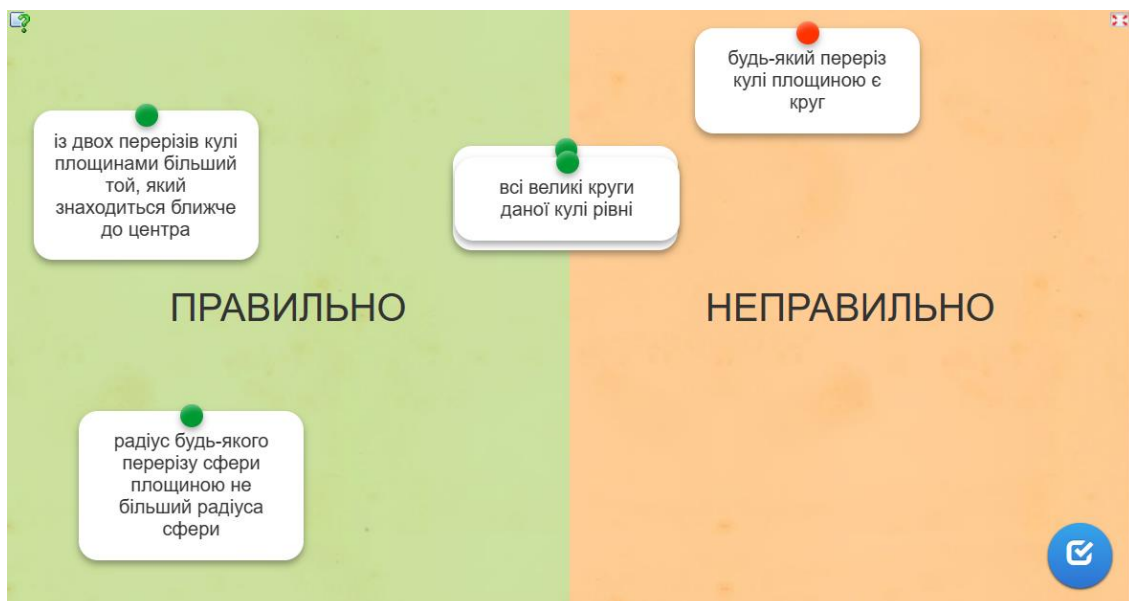 будь-який переріз
кулі площиною є
круг
із двох перерізів кулі
площинами більший
той, який
знаходиться ближче
до центра
всі великі круги
даної кулі рівні
ПРАВИЛЬНО
НЕПРАВИЛЬНО
радіус будь-якого
перерізу сфери
площиною не
більший радіуса
сфери